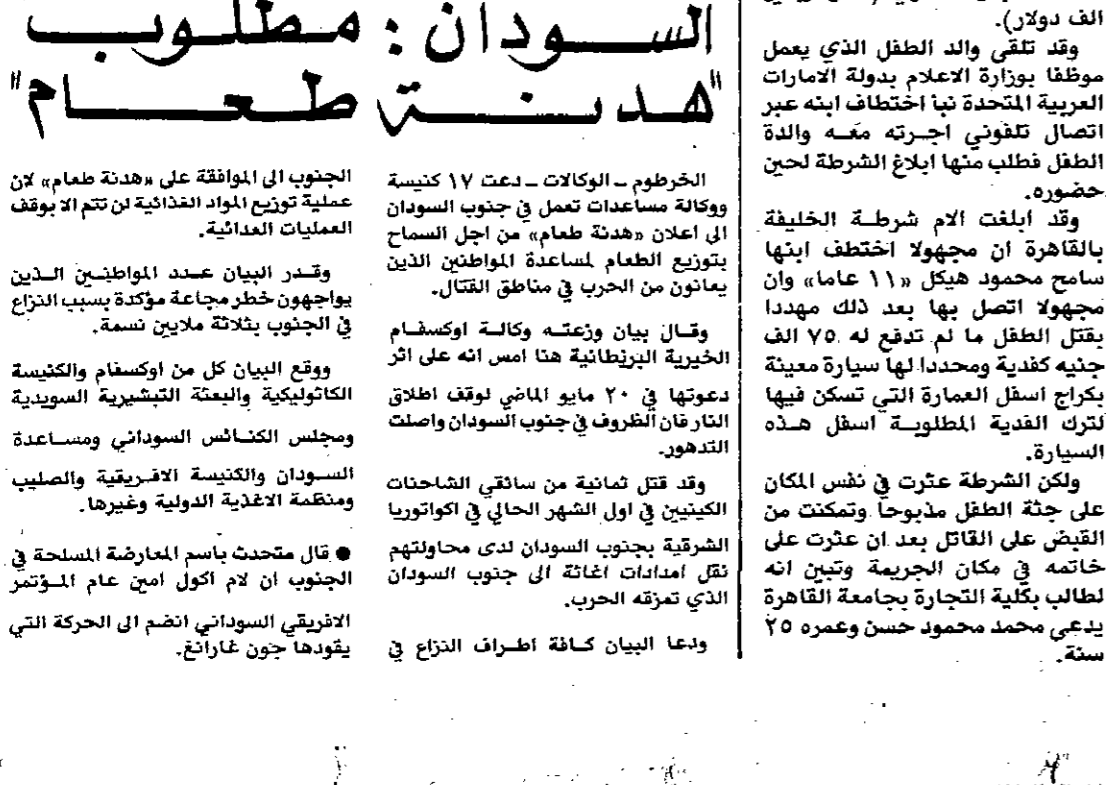 الف دولار).
وقد تلقى والد الطفل الذي يعمل
موظفا بوزارة الاعلام بدولة الامارات
العربية المتحدة نبأ اختطاف ابنه عبر
اتصال تلفوني اجرته معه والدة
الطفل فطلب منها ابلاغ الشرطة لحين
حضوره.
وقد ابلغت الام شرطة الخليفة
بالقاهرة ان مجهولا اختطف ابنها
سامح محمود هيكل «١١ عاما» وان
مجهولا اتصل بها بعد ذلك مهددا
بقتل الطفل ما لم تدفع له ٧٥ الف
جنيه كفدية ومحددا لها سيارة معينة
بكراج اسفل العمارة التي تسكن فيها
لترك الفدية المطلوبة اسفل هذه
السيارة.
ولكن الشرطة عثرت في نفس المكان
على جثة الطفل مذبوحا وتمكنت من
القبض على القاتل بعد ان عثرت على
خاتمه في مكان الجريمة وتبين انه
لطالب بكلية التجارة بجامعة القاهرة
يدعى محمد محمود حسن وعمره ٢٥
سنة.
السودان: مطلوب
"هدنة طعام"
الخرطوم ـ الوكالات ـ دعت ١٧ كنيسة
ووكالة مساعدات تعمل في جنوب السودان
الى اعلان «هدنة طعام» من اجل السماح
بتوزيع الطعام لمساعدة المواطنين الذين
يعانون من الحرب في مناطق القتال.
وقال بيان وزعته وكالة اوكسفام
الخيرية البريطانية هنا امس انه على اثر
دعوتها في ٢٠ مايو الماضي لوقف اطلاق
النار فان الظروف في جنوب السودان واصلت
التدهور.
وقد قتل ثمانية من سائقي الشاحنات
الكينيين في اول الشهر الحالي في اكواتوريا
الشرقية بجنوب السودان لدى محاولتهم
نقل امدادات اغاثة الى جنوب السودان
الذي تمزقه الحرب.
ودعا البيان كافة اطراف النزاع في
الجنوب الى الموافقة على «هدنة طعام» لان
عملية توزيع المواد الغذائية لن تتم الا بوقف
العمليات العدائية.
وقدر البيان عدد المواطنين الذين
يواجهون خطر مجاعة مؤكدة بسبب النزاع
في الجنوب بثلاثة ملايين نسمة.
ووقع البيان كل من اوكسفام والكنيسة
الكاثوليكية والبعثة التبشيرية السويدية
ومجلس الكنائس السوداني ومساعدة
السودان والكنيسة الافريقية والصليب
ومنظمة الاغذية الدولية وغيرها.
● قال متحدث باسم المعارضة المسلحة في
الجنوب ان لام اكول امين عام المؤتمر
الافريقي السوداني انضم الى الحركة التي
يقودها جون غارانغ.